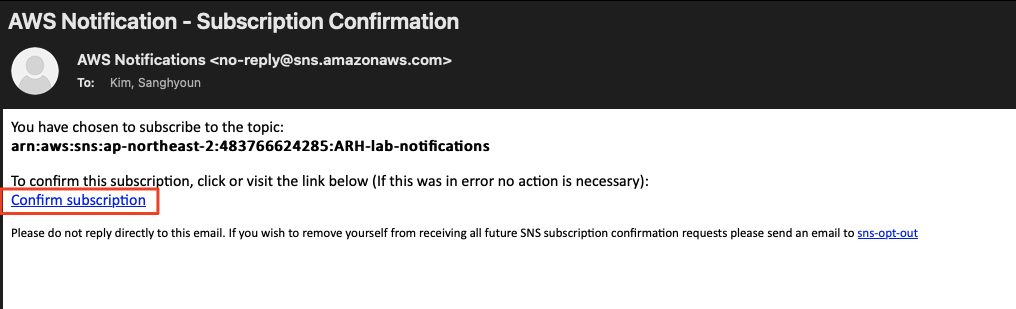 AWS Notification - Subscription Confirmation
AWS Notifications <no-reply@sns.amazonaws.com>
To: Kim, Sanghyoun
You have chosen to subscribe to the topic:
arn:aws:sns:ap-northeast-2:483766624285:ARH-lab-notifications
To confirm this subscription, click or visit the link below (If this was in error no action is necessary):
Confirm subscription
Please do not reply directly to this email. If you wish to remove yourself from receiving all future SNS subscription confirmation requests please send an email to sns-opt-out